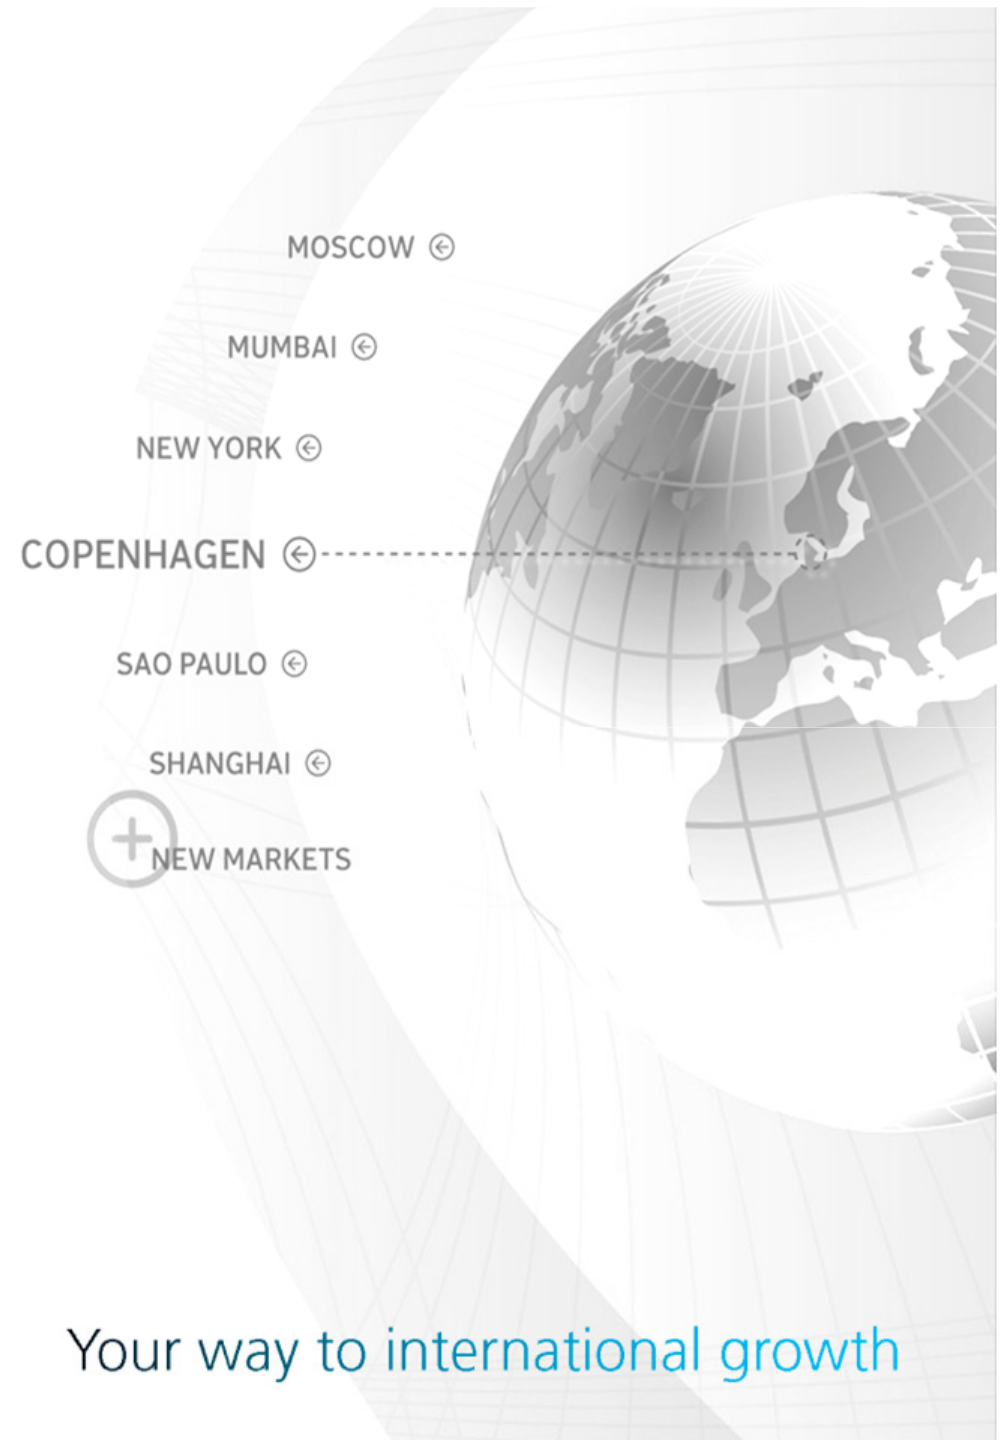 MOSCOW
MUMBAI
NEW YORK
COPENHAGEN
SAO PAULO
SHANGHAI
NEW MARKETS
Your way to international growth